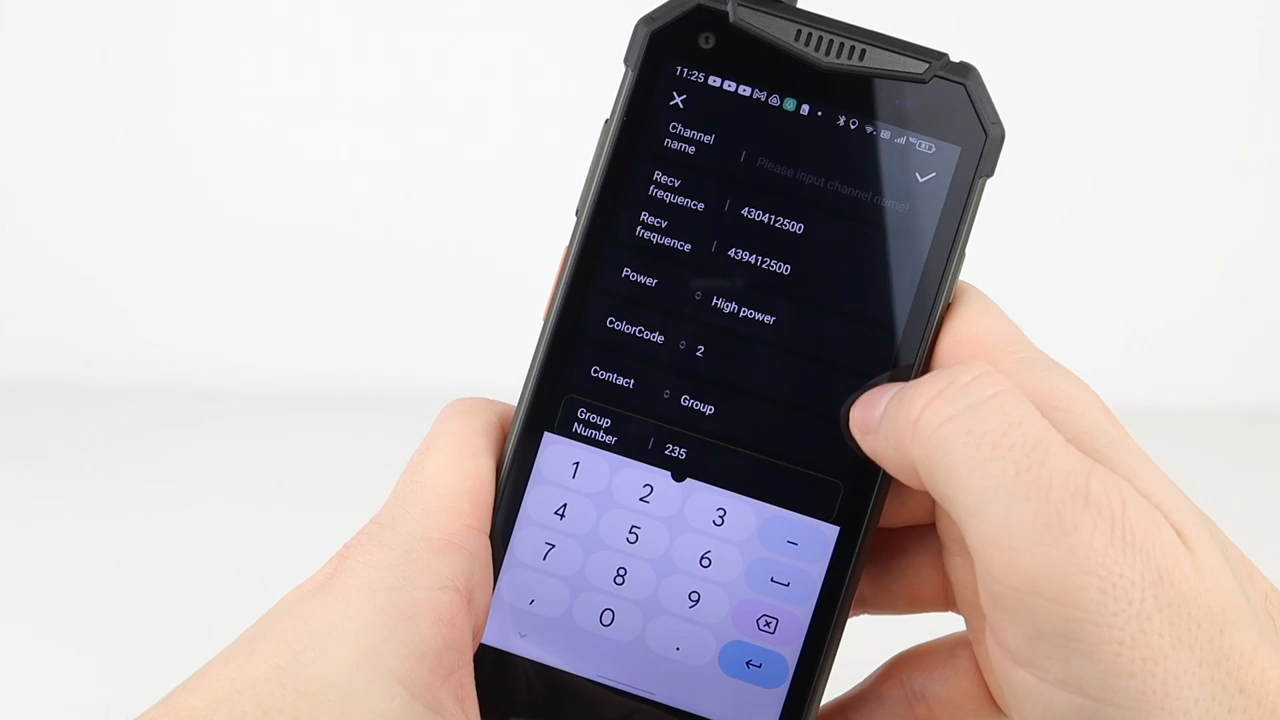 11:25
Channel
name
Please input channel name!
Recv
frequence
430412500
Recv
frequence
439412500
Power
High power
ColorCode
2
Contact
Group
Group
Number
235
1 2 3 -
4 5 6
7 8 9
, 0 .